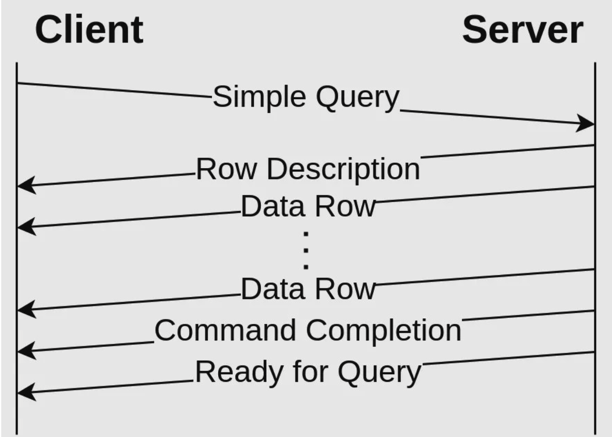 Client Server
Simple Query
Row Description
Data Row
Data Row
Command Completion
Ready for Query